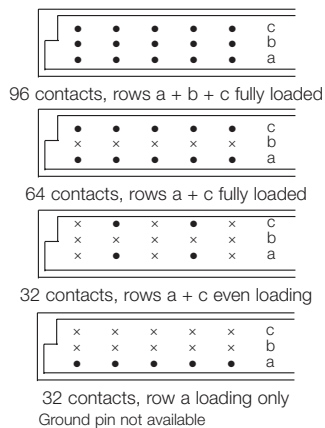 c
b
a
96 contacts, rows a + b + c fully loaded
c
b
a
64 contacts, rows a + c fully loaded
c
b
a
32 contacts, rows a + c even loading
c
b
a
32 contacts, row a loading only
Ground pin not available